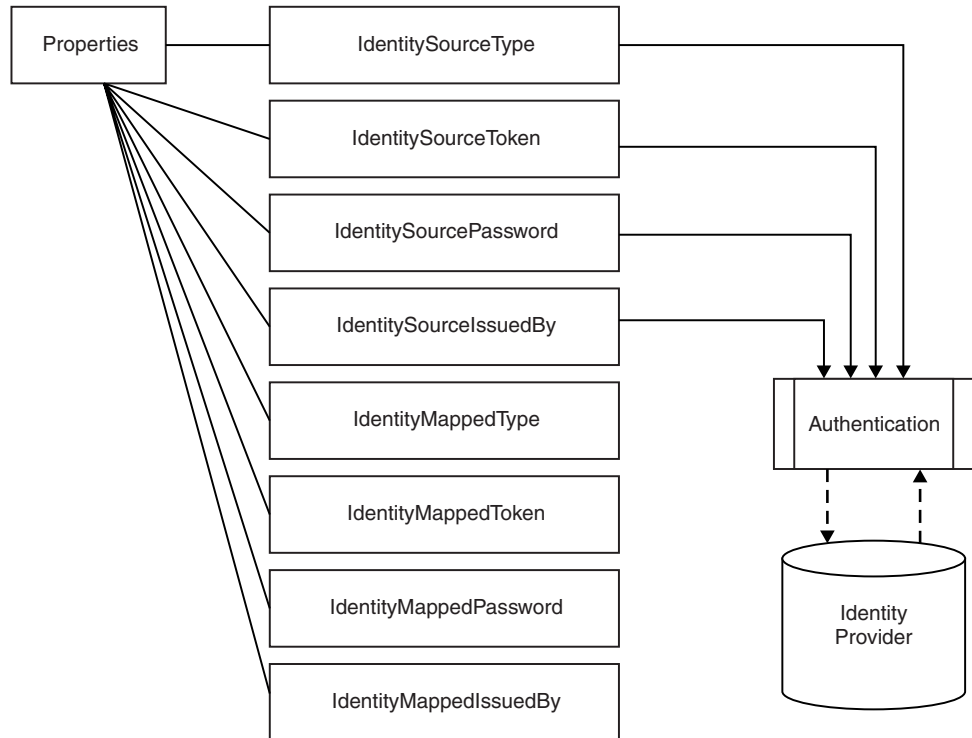 Properties
IdentitySourceType
IdentitySourceToken
IdentitySourcePassword
IdentitySourceIssuedBy
IdentityMappedType
Authentication
IdentityMappedToken
IdentityMappedPassword
Identity
Provider
IdentityMappedIssuedBy